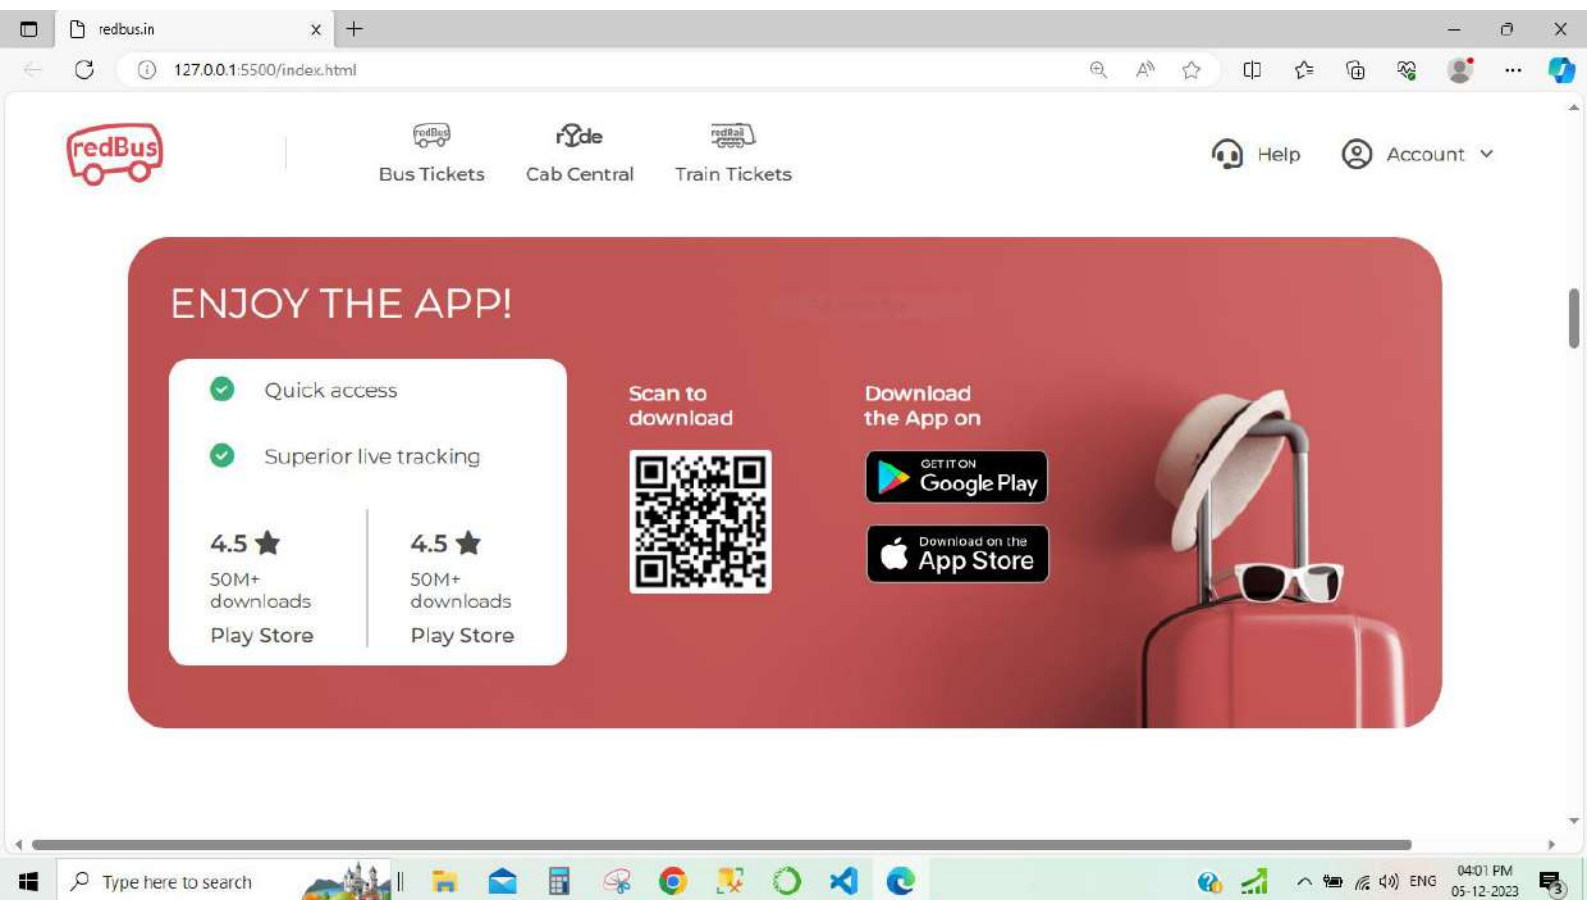 redbus.in
127.0.0.1:5500/index.html
redBus
redBus
rYde
redRail
Bus Tickets
Cab Central
Train Tickets
Help
Account
ENJOY THE APP!
Quick access
Superior live tracking
4.5
50M+
downloads
Play Store
4.5
50M+
downloads
Play Store
Scan to
download
Download
the App on
GET IT ON
Google Play
Download on the
App Store
Type here to search
ENG
04:01 PM
05-12-2023
3